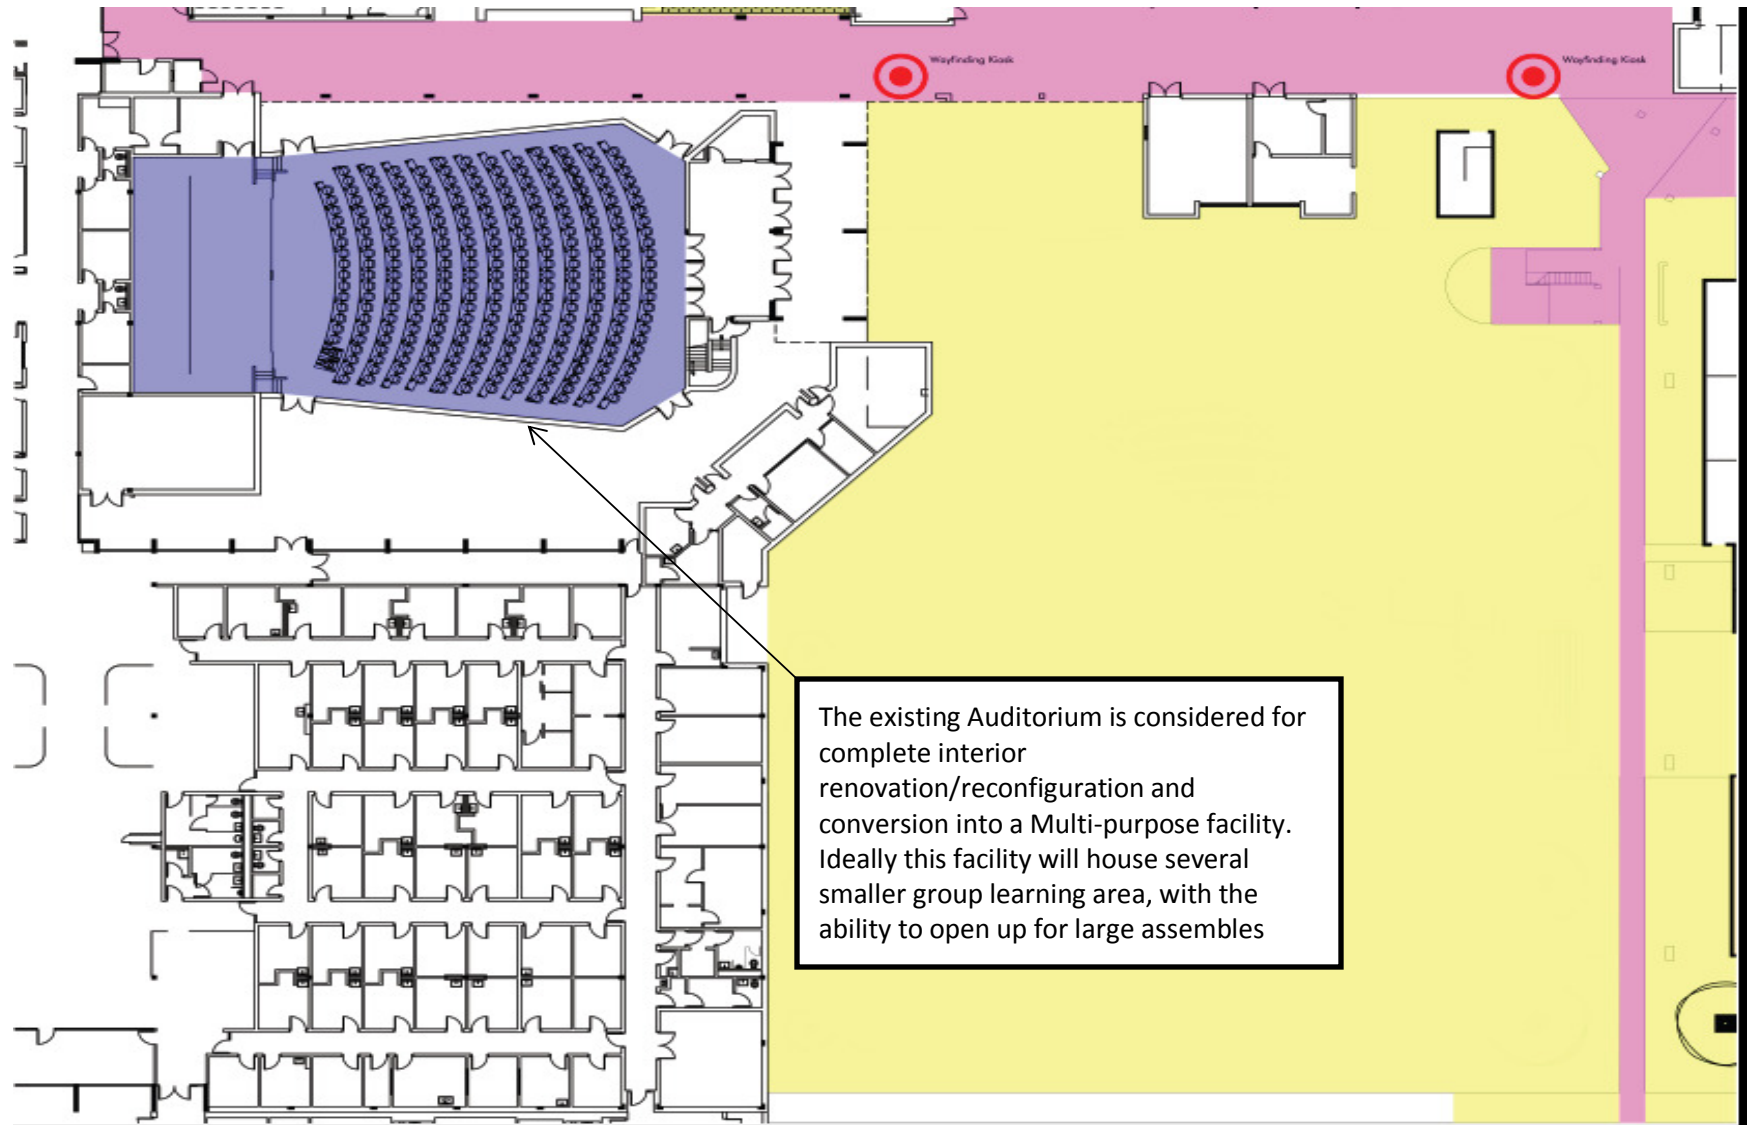 Wayfinding Kiosk
Wayfinding Kiosk
The existing Auditorium is considered for
complete interior
renovation/reconfiguration and
conversion into a Multi-purpose facility.
Ideally this facility will house several
smaller group learning area, with the
ability to open up for large assembles